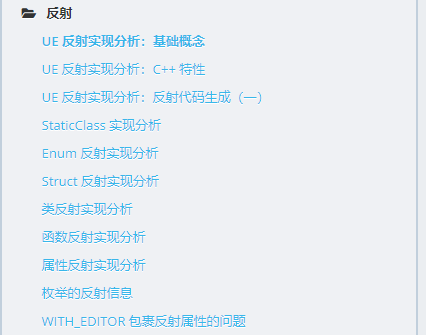 反射
UE 反射实现分析：基础概念
UE 反射实现分析：C++ 特性
UE 反射实现分析：反射代码生成（一）
StaticClass 实现分析
Enum 反射实现分析
Struct 反射实现分析
类反射实现分析
函数反射实现分析
属性反射实现分析
枚举的反射信息
WITH_EDITOR 包裹反射属性的问题